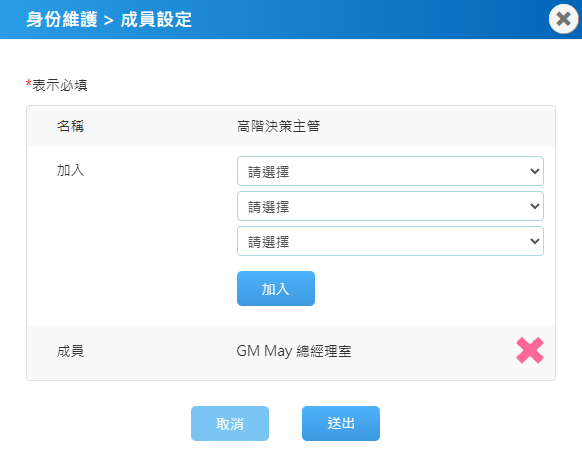 身份維護 > 成員設定
*表示必填
名稱 高階決策主管
加入 請選擇
請選擇
請選擇
加入
成員 GM May 總經理室
取消 送出